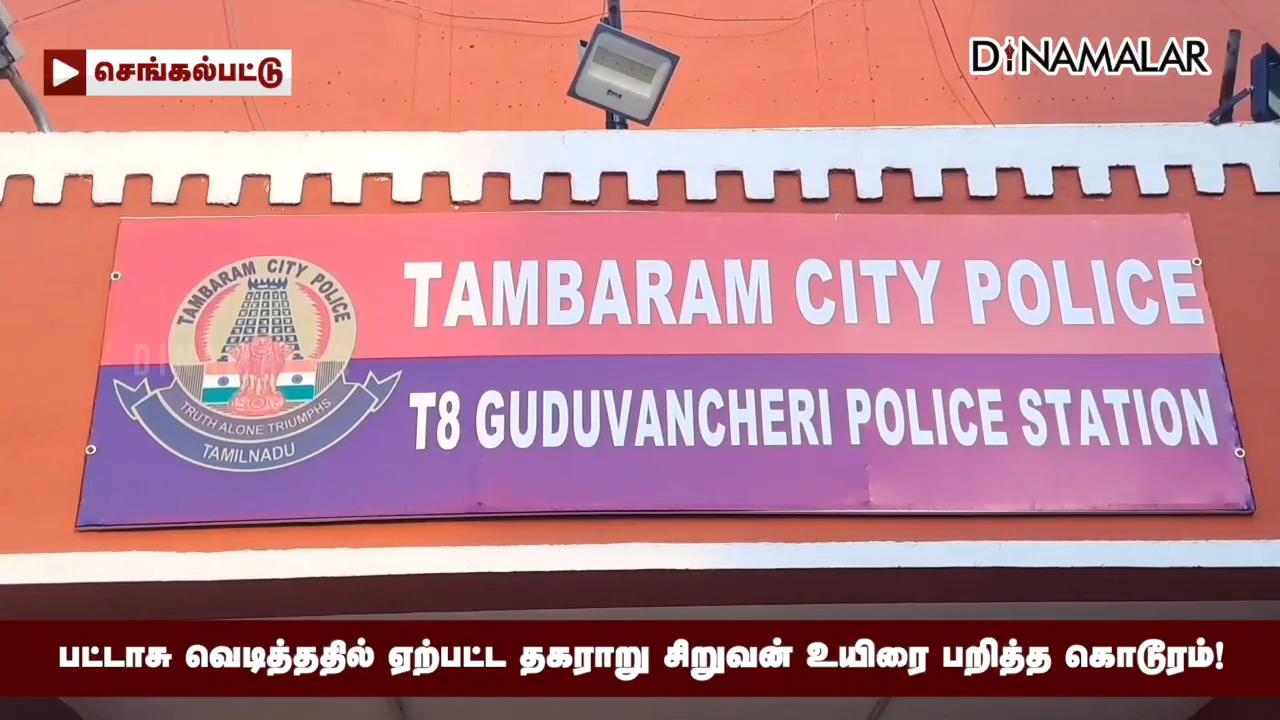 செங்கல்பட்டு
DINAMALAR
TAMBARAM CITY POLICE
TRUTH ALONE TRIUMPHS
TAMILNADU
TAMBARAM CITY POLICE
T8 GUDUVANCHERI POLICE STATION
பட்டாசு வெடித்ததில் ஏற்பட்ட தகராறு சிறுவன் உயிரை பறித்த கொடூரம்!